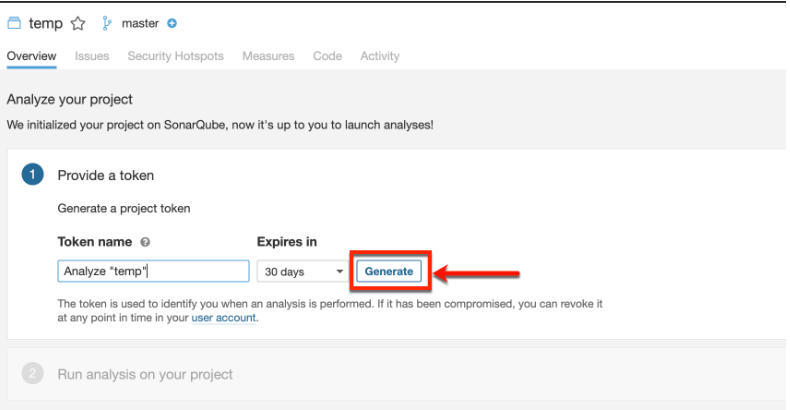 temp master
Overview Issues Security Hotspots Measures Code Activity
Analyze your project
We initialized your project on SonarQube, now it's up to you to launch analyses!
1 Provide a token
Generate a project token
Token name Expires in
Analyze "temp" 30 days Generate
The token is used to identify you when an analysis is performed. If it has been compromised, you can revoke it
at any point in time in your user account.
2 Run analysis on your project